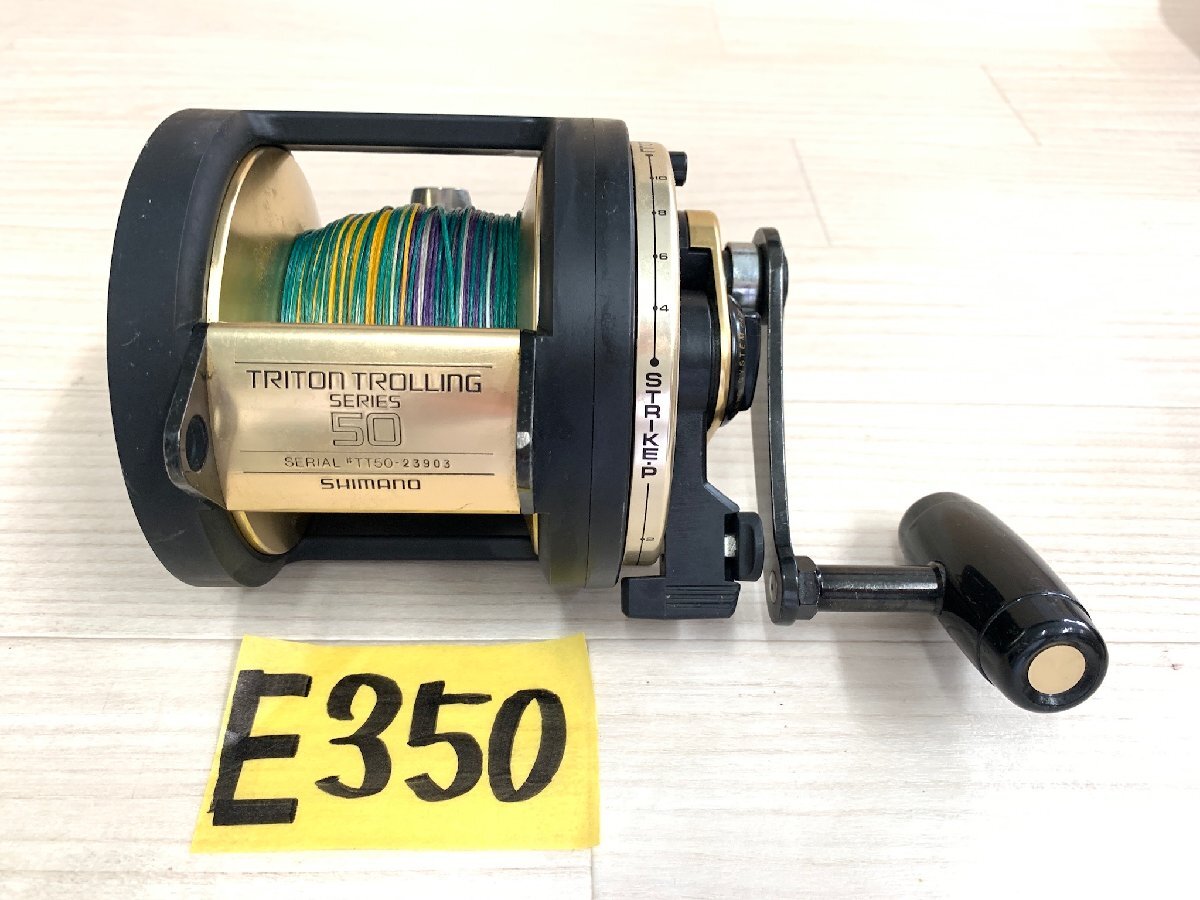 TRITON TROLLING
SERIES
50
SERIAL #TT50-23903
SHIMANO
10
8
6
4
STRIKE·P
2
E350